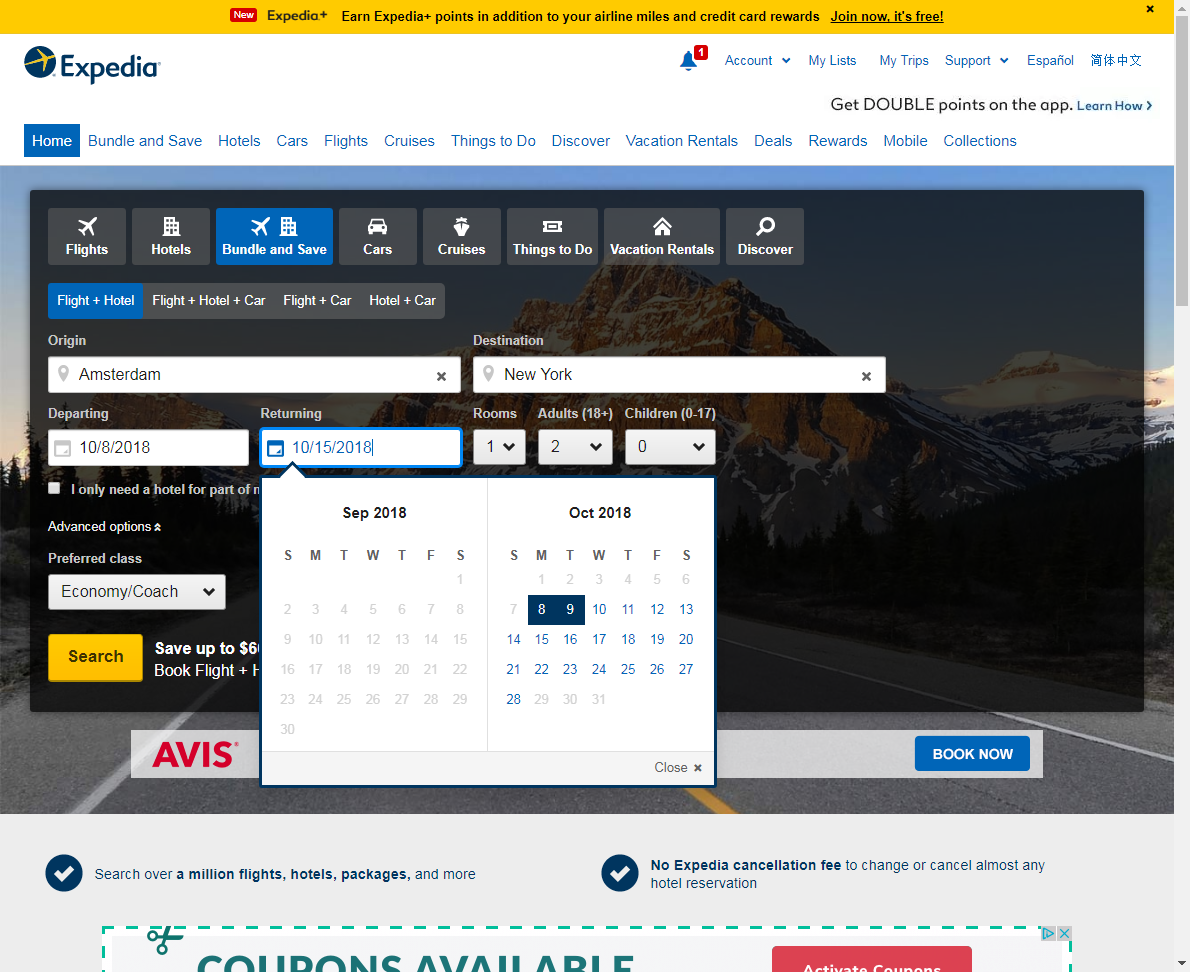 New Expedia+ Earn Expedia+ points in addition to your airline miles and credit card rewards Join now, it's free! ×
Expedia 1 Account My Lists My Trips Support Español 简体中文
Get DOUBLE points on the app. Learn How
Home Bundle and Save Hotels Cars Flights Cruises Things to Do Discover Vacation Rentals Deals Rewards Mobile Collections
Flights Hotels Bundle and Save Cars Cruises Things to Do Vacation Rentals Discover
Flight + Hotel Flight + Hotel + Car Flight + Car Hotel + Car
Origin Destination
Amsterdam × New York ×
Departing Returning Rooms Adults (18+) Children (0-17)
10/8/2018 10/15/2018 1 2 0
I only need a hotel for part of
Advanced options
Preferred class
Economy/Coach
Search
Save up to $6
Book Flight +
Sep 2018
S M T W T F S
1
2 3 4 5 6 7 8
9 10 11 12 13 14 15
16 17 18 19 20 21 22
23 24 25 26 27 28 29
30
Oct 2018
S M T W T F S
1 2 3 4 5 6
7 8 9 10 11 12 13
14 15 16 17 18 19 20
21 22 23 24 25 26 27
28 29 30 31
Close ×
AVIS BOOK NOW
Search over a million flights, hotels, packages, and more
No Expedia cancellation fee to change or cancel almost any
hotel reservation
COUPONS AVAILABLE
Activate Coupons